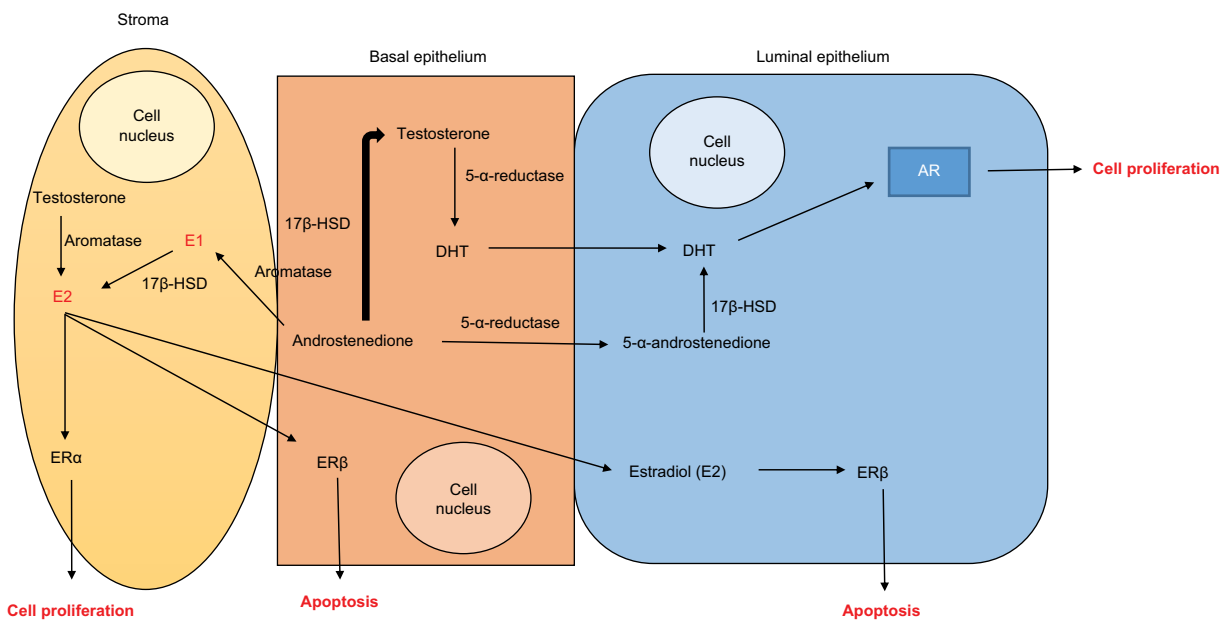 Stroma
Basal epithelium
Luminal epithelium
Cell
nucleus
Testosterone
Aromatase
E1
17β-HSD
E2
ERα
Cell proliferation
Testosterone
5-α-reductase
17β-HSD
DHT
Aromatase
Androstenedione
5-α-reductase
ERβ
Cell
nucleus
Apoptosis
Cell
nucleus
AR
Cell proliferation
DHT
17β-HSD
5-α-androstenedione
Estradiol (E2)
ERβ
Apoptosis